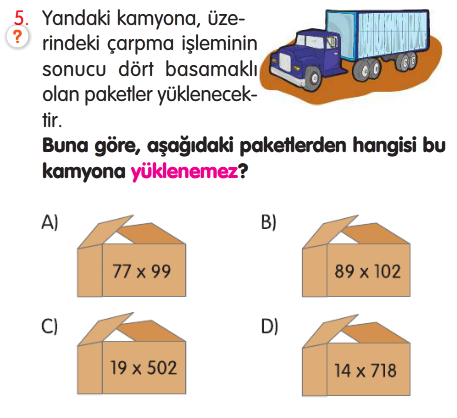 5. Yandaki kamyona, üze-
? rindeki çarpma işleminin
sonucu dört basamaklı
olan paketler yüklenecek-
tir.
Buna göre, aşağıdaki paketlerden hangisi bu
kamyona yüklenemez?
A) 77 x 99
B) 89 x 102
C) 19 x 502
D) 14 x 718